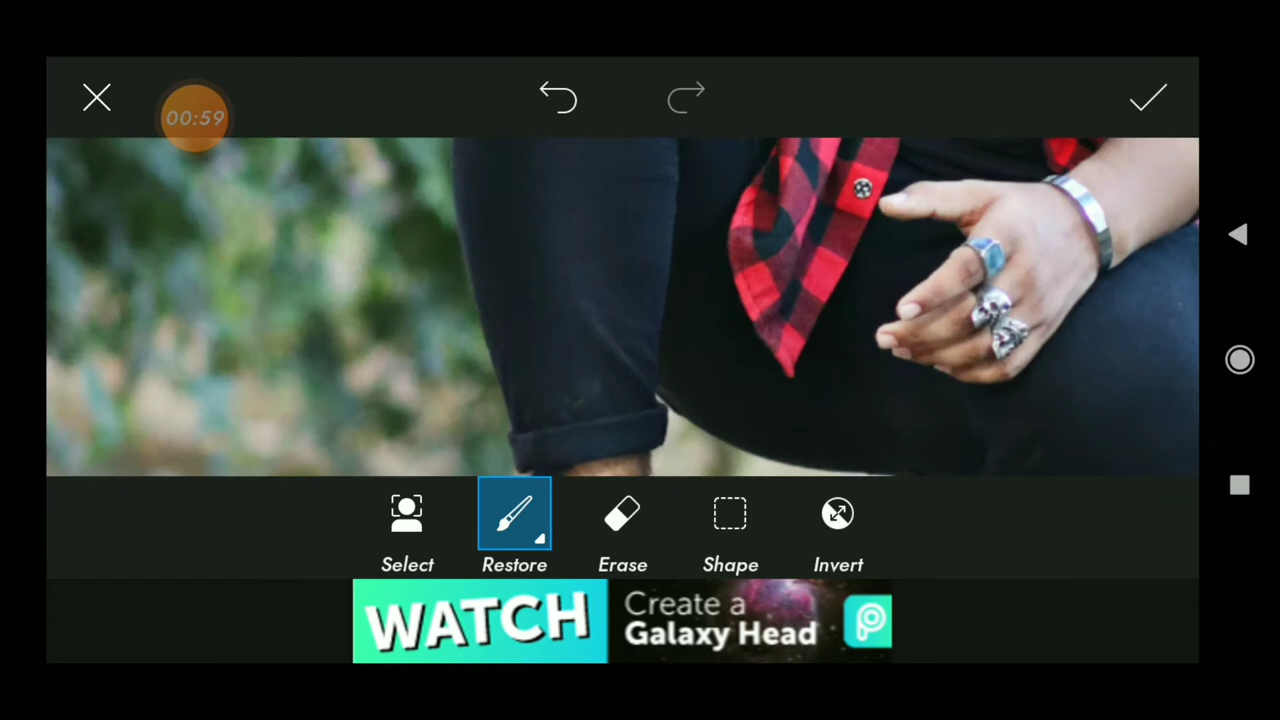 00:59
Select
Restore
Erase
Shape
Invert
WATCH
Create a
Galaxy Head